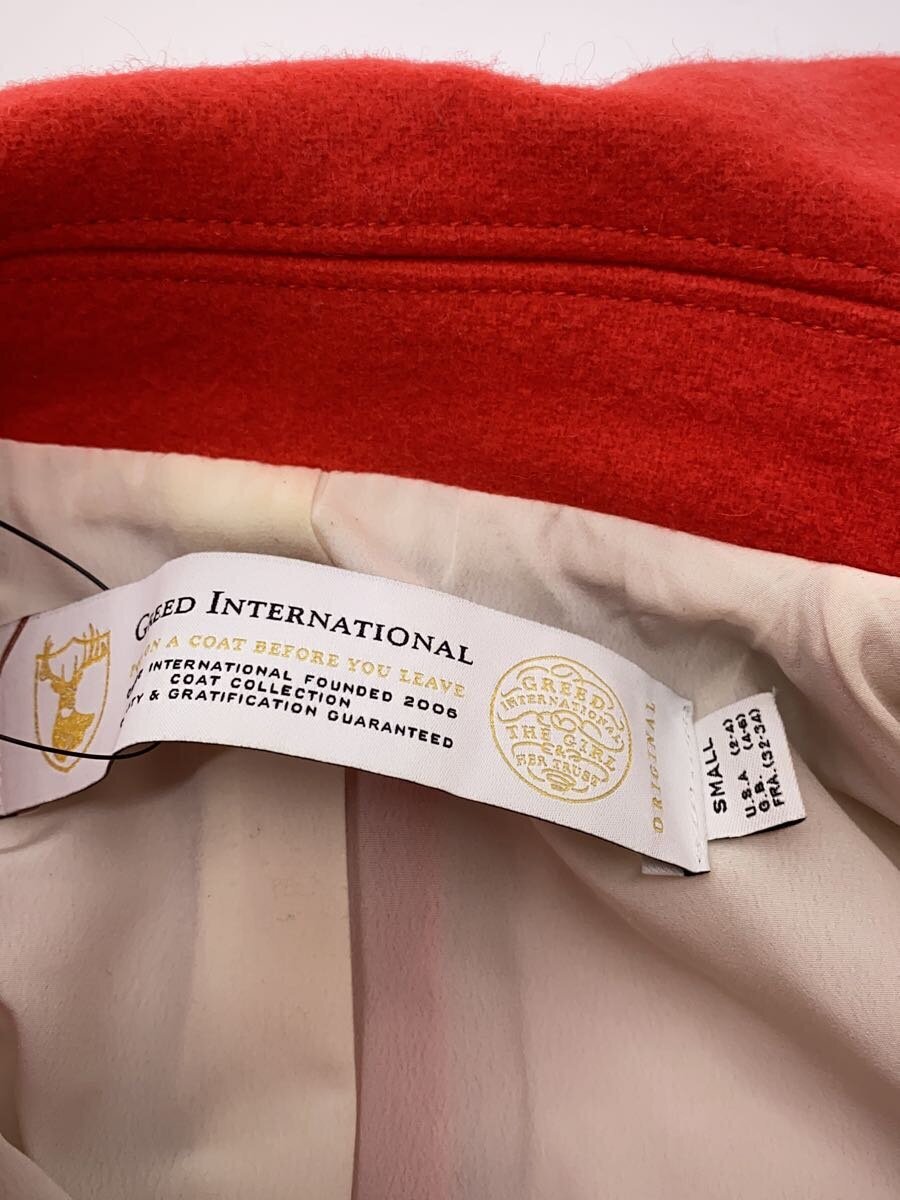 GREED INTERNATIONAL
ON A COAT BEFORE YOU LEAVE
INTERNATIONAL FOUNDED 2006
COAT COLLECTION
& GRATIFICATION GUARANTEED
GREED
INTERNATIONAL
THE GIRL
&
HER TRUST
ORIGINAL
SMALL
U.S.A (2-4)
G.B. (4-6)
FRA.(32-34)